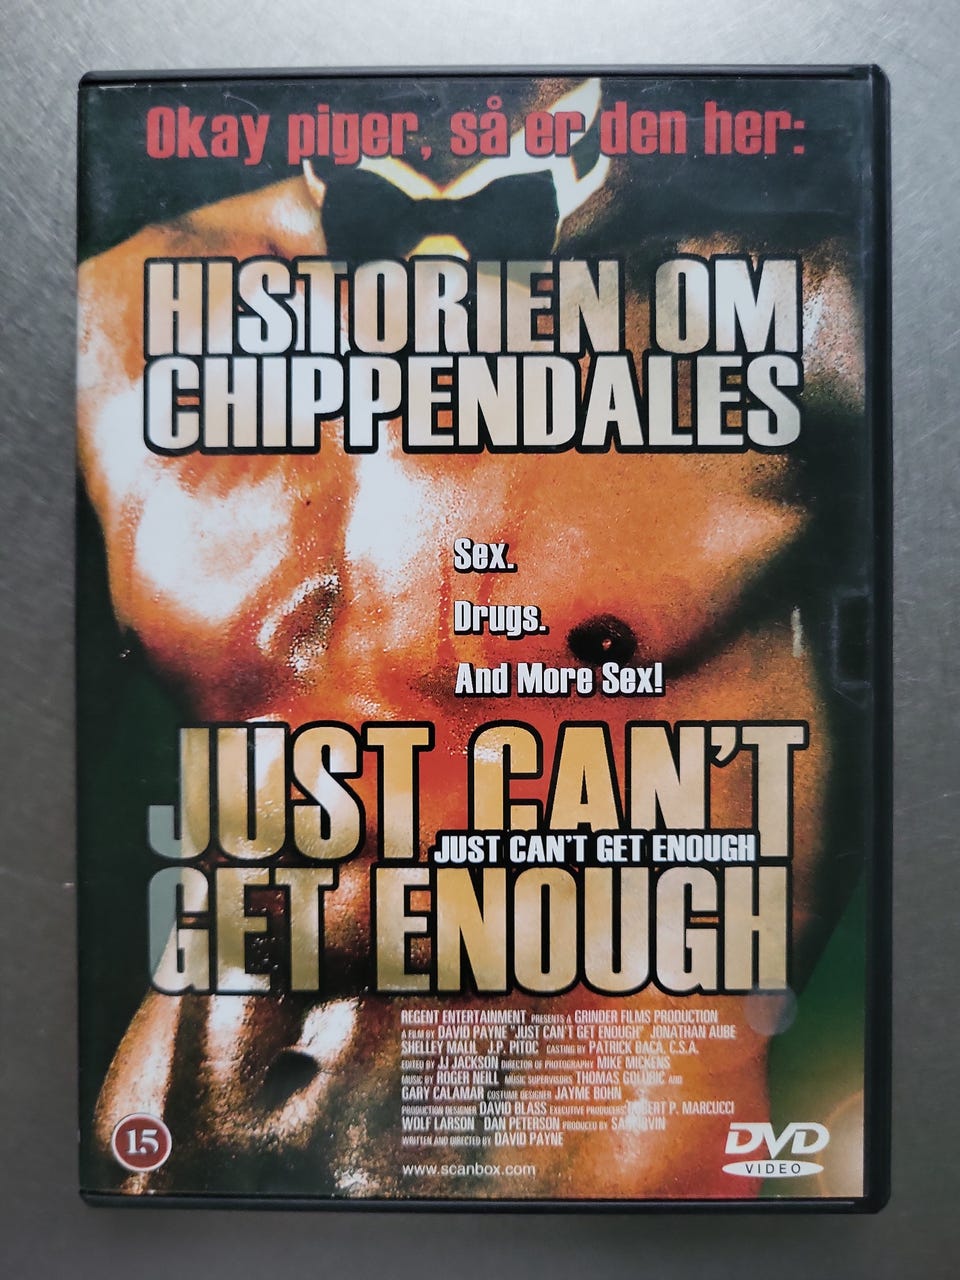 Okay piger, så er den her:
HISTORIEN OM
CHIPPENDALES
Sex.
Drugs.
And More Sex!
JUST CAN'T
JUST CAN'T GET ENOUGH
GET ENOUGH
REGENT ENTERTAINMENT PRESENTS A GRINDER FILMS PRODUCTION
A FILM BY DAVID PAYNE "JUST CAN'T GET ENOUGH" JONATHAN AUBE
SHELLEY MALIL J.P. PITOC CASTING BY PATRICK BACA, C.S.A.
EDITED BY JJ JACKSON DIRECTOR OF PHOTOGRAPHY MIKE MICKENS
MUSIC BY ROGER NEILL MUSIC SUPERVISORS THOMAS GOLUBIC AND
GARY CALAMAR COSTUME DESIGNER JAYME BOHN
PRODUCTION DESIGNER DAVID BLASS EXECUTIVE PRODUCERS ROBERT P. MARCUCCI
WOLF LARSON DAN PETERSON PRODUCED BY
WRITTEN AND DIRECTED BY DAVID PAYNE
www.scanbox.com
15
DVD
VIDEO